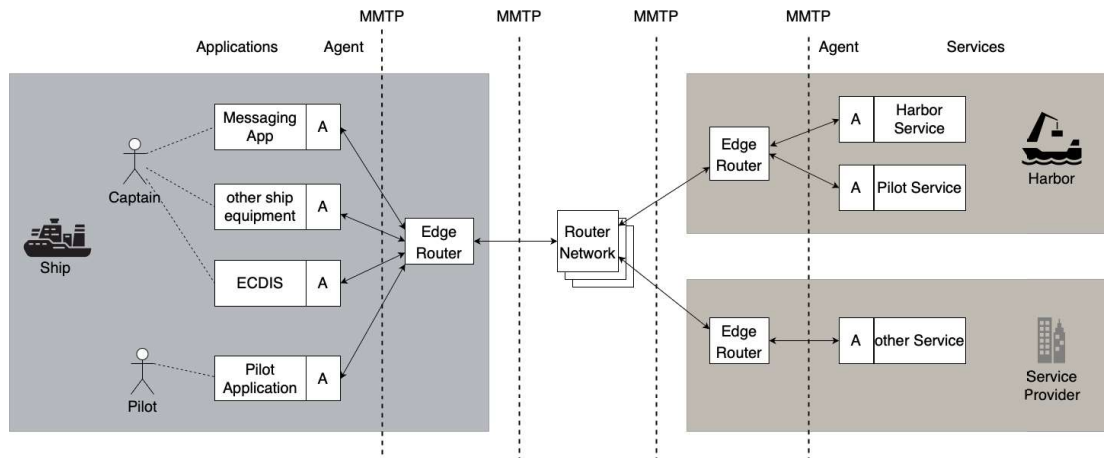 MMTP
MMTP
MMTP
MMTP
Applications
Agent
Agent
Services
Messaging
App
A
Captain
other ship
equipment
A
Ship
ECDIS
A
Pilot
Pilot
Application
A
Edge
Router
Router
Network
Edge
Router
A
Harbor
Service
A
Pilot Service
Harbor
Edge
Router
A
other Service
Service
Provider